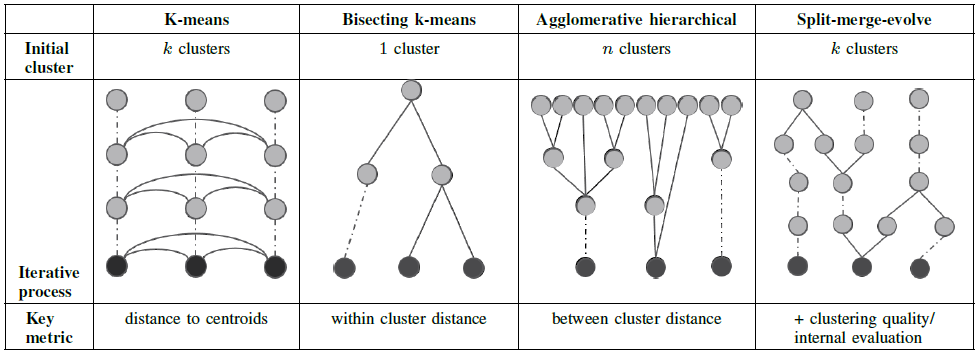 K-means Bisecting k-means Agglomerative hierarchical Split-merge-evolve
Initial cluster k clusters 1 cluster n clusters k clusters
Iterative process
Key metric distance to centroids within cluster distance between cluster distance + clustering quality/ internal evaluation